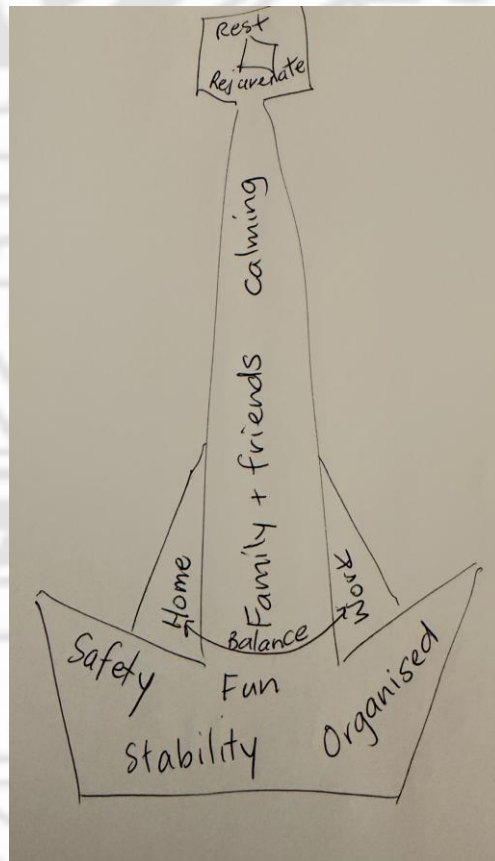 Rest
Rejuvenate
calming
Family + friends
Home
Work
Balance
Safety
Fun
Stability
Organised